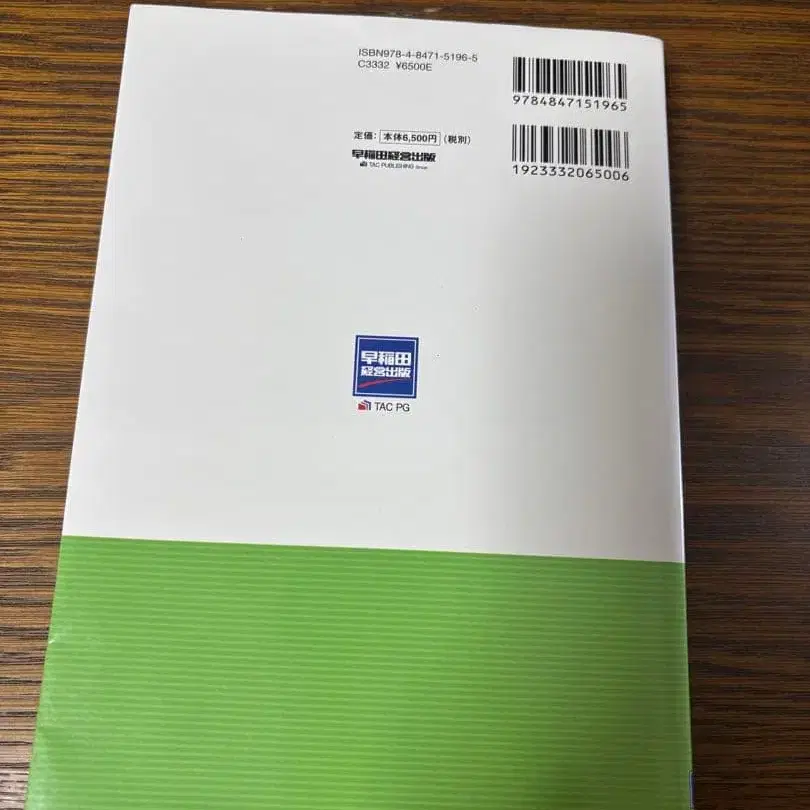 ISBN978-4-8471-5196-5
C3332 ¥6500E
9784847151965
定価: 本体6,500円 (税別)
早稲田経営出版
TAC PUBLISHING Group
1923332065006
早稲田
経営出版
TAC PG